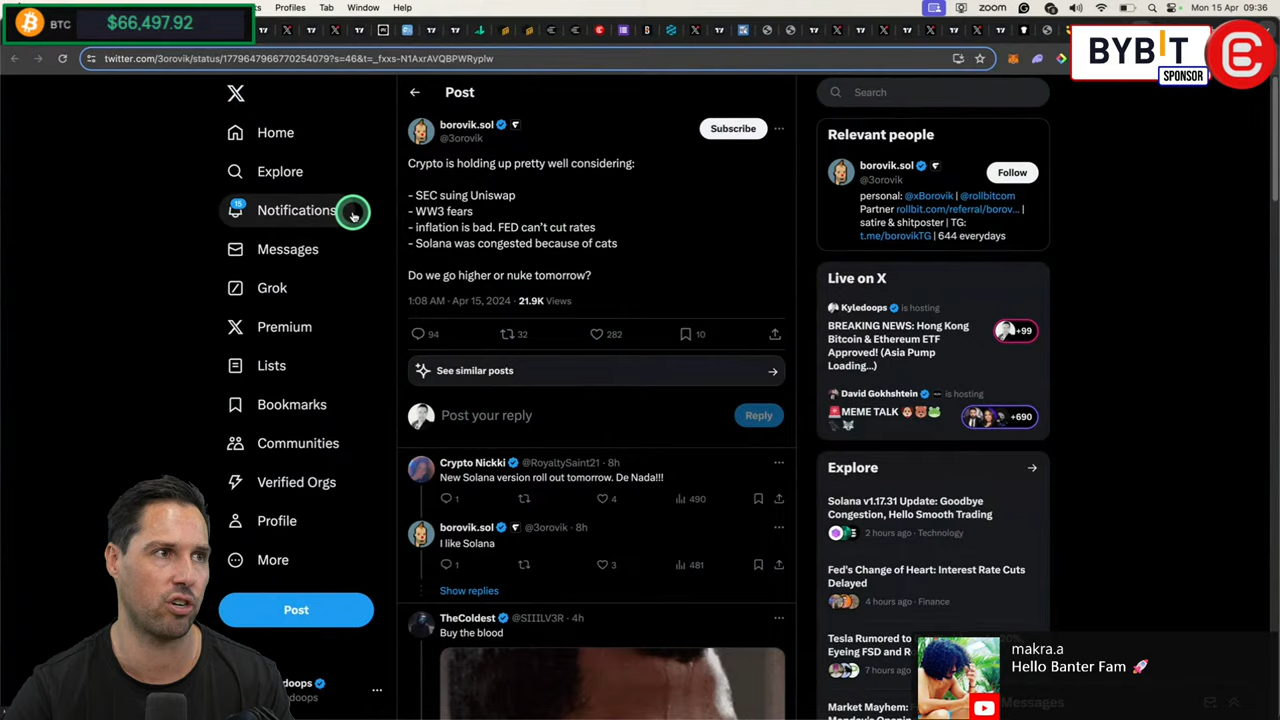 BTC $66,497.92
Profiles Tab Window Help
zoom
Mon 15 Apr 09:36
twitter.com/3orovik/status/1779647966770254079?s=46&t=_fxxs-N1AxrAVQBPWRyplw
BYBIT
SPONSOR
Home
Explore
15
Notifications
Messages
Grok
Premium
Lists
Bookmarks
Communities
Verified Orgs
Profile
More
Post
doops
doops
Post
borovik.sol
@3orovik
Subscribe
Crypto is holding up pretty well considering:
- SEC suing Uniswap
- WW3 fears
- inflation is bad. FED can't cut rates
- Solana was congested because of cats
Do we go higher or nuke tomorrow?
1:08 AM · Apr 15, 2024 · 21.9K Views
94 32 282 10
See similar posts
Post your reply
Reply
Crypto Nickki @RoyaltySaint21 · 8h
New Solana version roll out tomorrow. De Nada!!!
1 4 490
borovik.sol @3orovik · 8h
I like Solana
1 3 481
Show replies
TheColdest @SIIILV3R · 4h
Buy the blood
Search
Relevant people
borovik.sol
@3orovik
Follow
personal: @xBorovik | @rollbitcom
Partner rollbit.com/referral/borov... |
satire & shitposter | TG:
t.me/borovikTG | 644 everydays
Live on X
Kyledoops is hosting
BREAKING NEWS: Hong Kong
Bitcoin & Ethereum ETF
Approved! (Asia Pump
Loading...)
+99
David Gokhshtein is hosting
🚨MEME TALK
+690
Explore
Solana v1.17.31 Update: Goodbye
Congestion, Hello Smooth Trading
2 hours ago · Technology
Fed's Change of Heart: Interest Rate Cuts
Delayed
4 hours ago · Finance
Tesla Rumored to
Eyeing FSD and R
7 hours ago
Market Mayhem:
makra.a
Hello Banter Fam 🚀
Messages